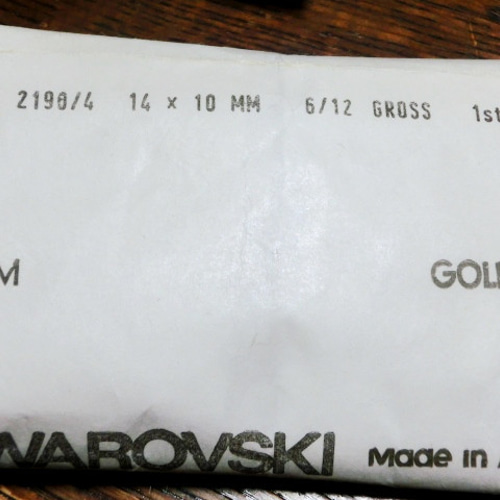 2190/4 14 × 10 MM 6/12 GROSS 1st
M GOL
WAROVSKI Made in A